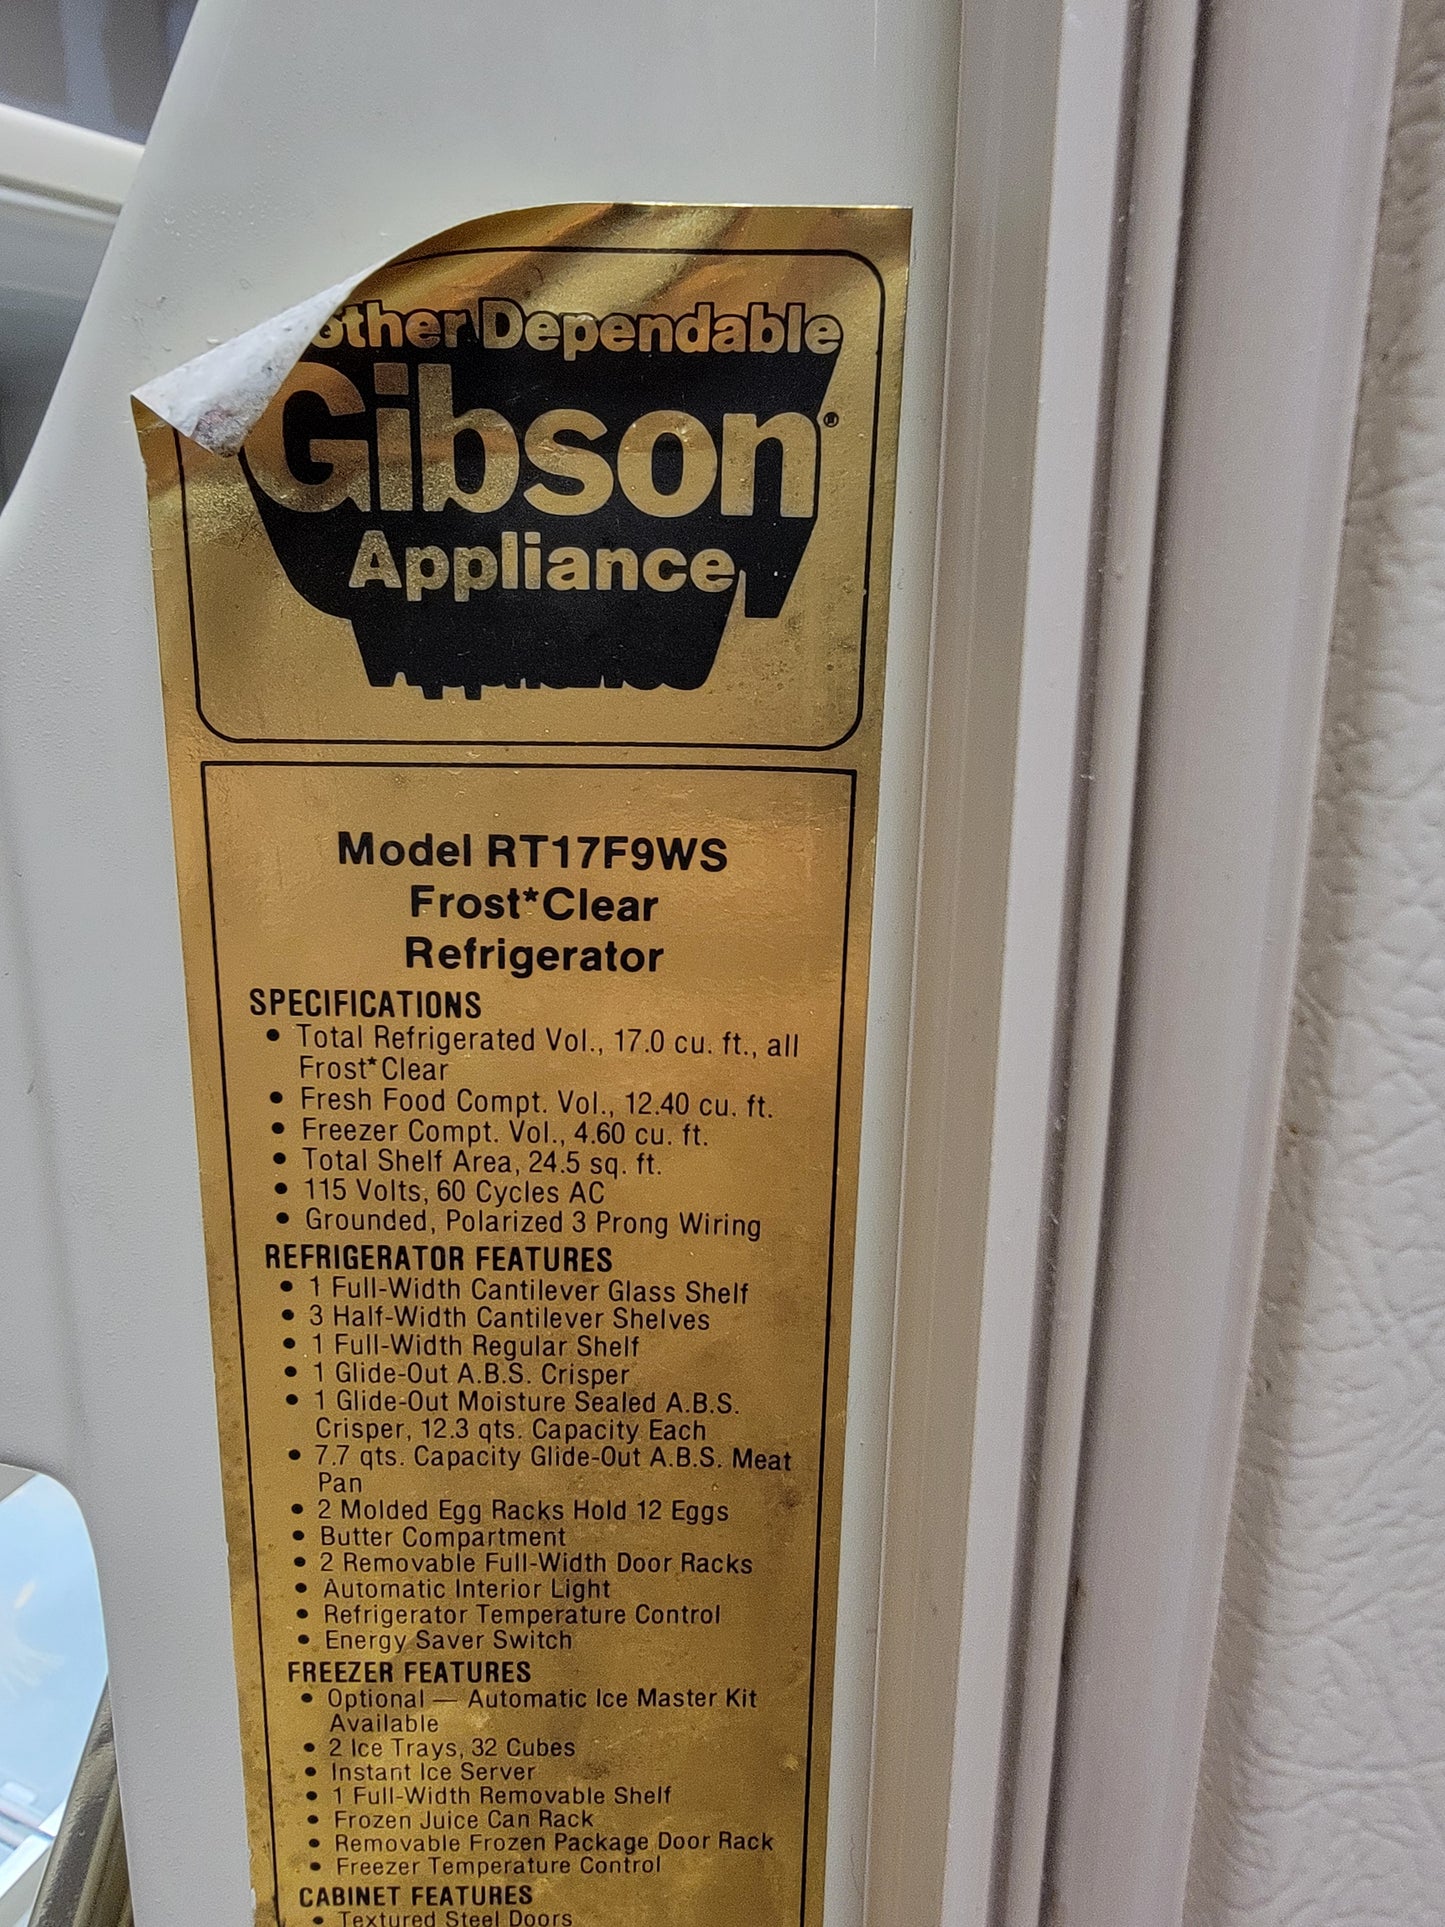 other Dependable
Gibson®
Appliance
Model RT17F9WS
Frost*Clear
Refrigerator
SPECIFICATIONS
• Total Refrigerated Vol., 17.0 cu. ft., all
Frost*Clear
• Fresh Food Compt. Vol., 12.40 cu. ft.
• Freezer Compt. Vol., 4.60 cu. ft.
• Total Shelf Area, 24.5 sq. ft.
• 115 Volts, 60 Cycles AC
• Grounded, Polarized 3 Prong Wiring
REFRIGERATOR FEATURES
• 1 Full-Width Cantilever Glass Shelf
• 3 Half-Width Cantilever Shelves
• 1 Full-Width Regular Shelf
• 1 Glide-Out A.B.S. Crisper
• 1 Glide-Out Moisture Sealed A.B.S.
Crisper, 12.3 qts. Capacity Each
• 7.7 qts. Capacity Glide-Out A.B.S. Meat
Pan
• 2 Molded Egg Racks Hold 12 Eggs
• Butter Compartment
• 2 Removable Full-Width Door Racks
• Automatic Interior Light
• Refrigerator Temperature Control
• Energy Saver Switch
FREEZER FEATURES
• Optional — Automatic Ice Master Kit
Available
• 2 Ice Trays, 32 Cubes
• Instant Ice Server
• 1 Full-Width Removable Shelf
• Frozen Juice Can Rack
• Removable Frozen Package Door Rack
• Freezer Temperature Control
CABINET FEATURES
• Textured Steel Doors